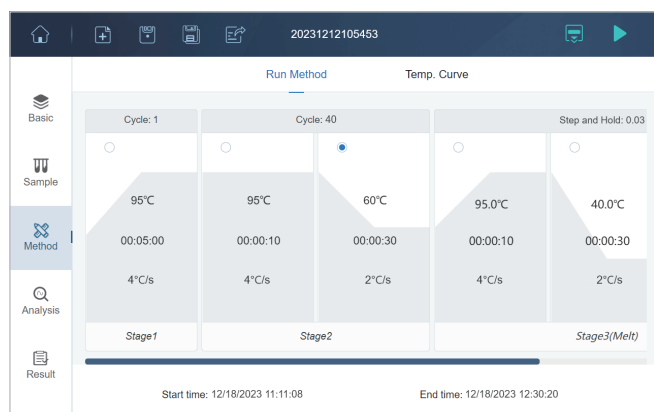 20231212105453
Run Method Temp. Curve
Basic
Sample
Method
Analysis
Result
Cycle: 1 Cycle: 40 Step and Hold: 0.03
95℃ 95℃ 60℃ 95.0℃ 40.0℃
00:05:00 00:00:10 00:00:30 00:00:10 00:00:30
4°C/s 4°C/s 2°C/s 4°C/s 2°C/s
Stage1 Stage2 Stage3(Melt)
Start time: 12/18/2023 11:11:08 End time: 12/18/2023 12:30:20